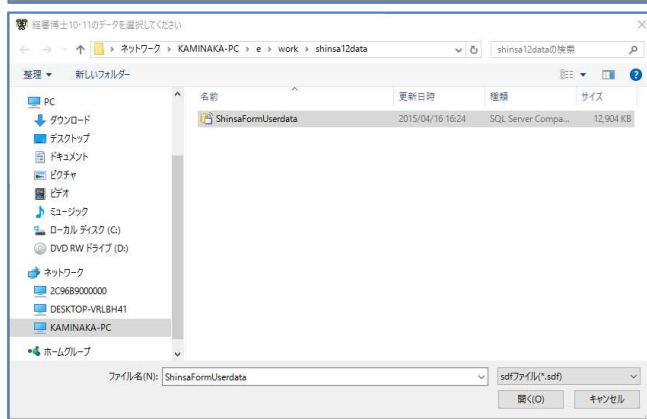 経審博士10・11のデータを選択してください
ネットワーク › KAMINAKA-PC › e › work › shinsa12data
shinsa12dataの検索
整理 ▼ 新しいフォルダー
名前 更新日時 種類 サイズ
ShinsaFormUserdata 2015/04/16 16:24 SQL Server Compa... 12,904 KB
PC
ダウンロード
デスクトップ
ドキュメント
ピクチャ
ビデオ
ミュージック
ローカル ディスク (C:)
DVD RW ドライブ (D:)
ネットワーク
2C96B9000000
DESKTOP-VRLBH41
KAMINAKA-PC
ホームグループ
ファイル名(N): ShinsaFormUserdata
sdfファイル(*.sdf)
開く(O) キャンセル